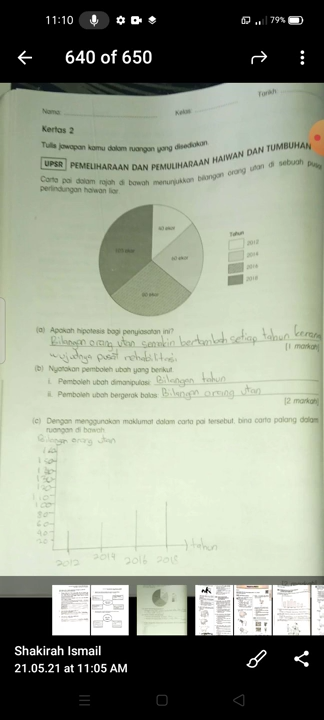 11:10
79%
640 of 650
Tarikh
Nama:
Kelas:
Kertas 2
Tulis jawapan kamu dalam ruangan yang disediakan.
UPSR PEMELIHARAAN DAN PEMULIHARAAN HAIWAN DAN TUMBUHAN
Carta pai dalam rajah di bawah menunjukkan bilangan orang utan di sebuah pusat
perlindungan haiwan liar.
Tahun
2012
2014
2016
2018
(a) Apakah hipotesis bagi penyiasatan ini?
Bilangan orang utan semakin bertambah setiap tahun kerana
wujudnya pusat rehabilitasi
[1 markah]
(b) Nyatakan pemboleh ubah yang berikut.
i. Pemboleh ubah dimanipulasi: Bilangan tahun
ii. Pemboleh ubah bergerak balas: Bilangan orang utan
[2 markah]
(c) Dengan menggunakan maklumat dalam carta pai tersebut, bina carta palang dalam
ruangan di bawah.
Bilangan orang utan
tahun
2012 2014 2016 2018
Shakirah Ismail
21.05.21 at 11:05 AM